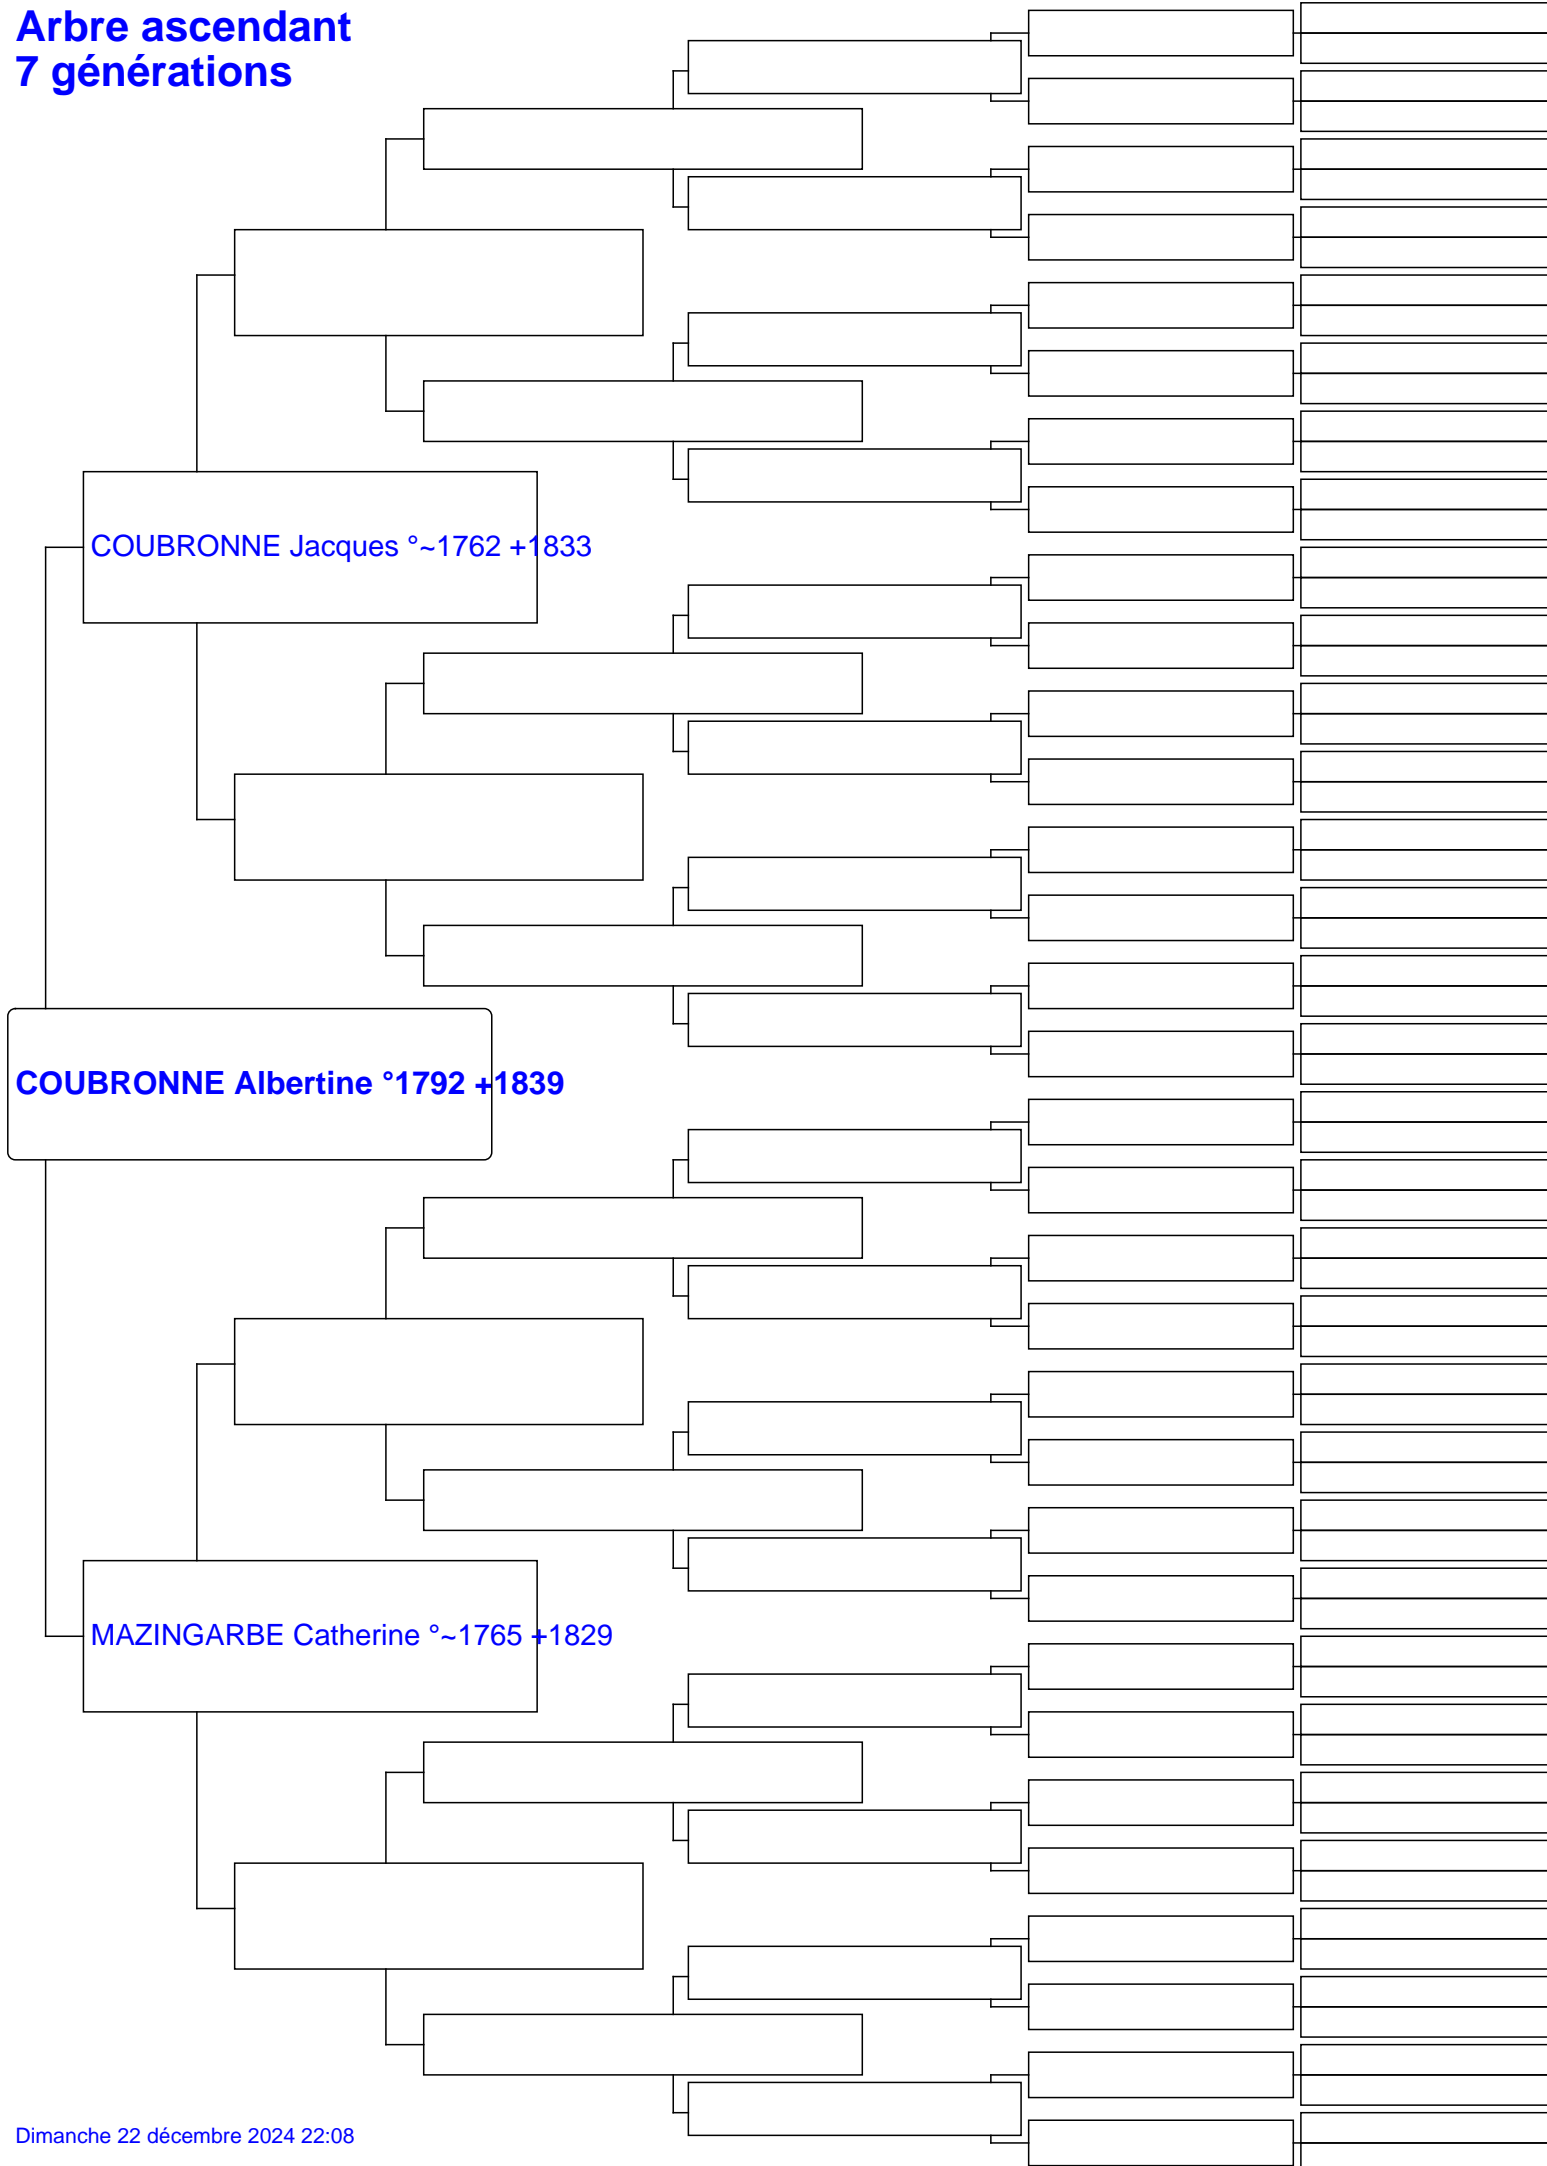 Arbre ascendant
7 générations
COUBRONNE Jacques °~1762 +1833
COUBRONNE Albertine °1792 +1839
MAZINGARBE Catherine °~1765 +1829
Dimanche 22 décembre 2024 22:08